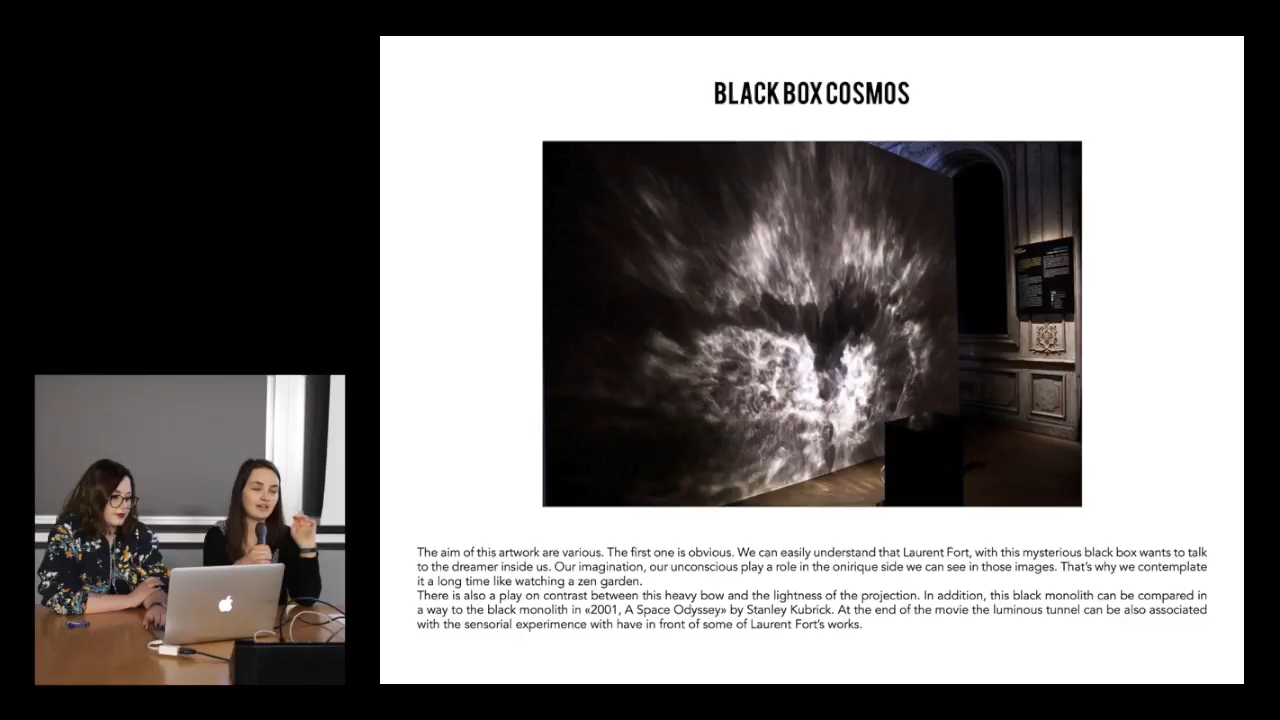 BLACK BOX COSMOS
The aim of this artwork are various. The first one is obvious. We can easily understand that Laurent Fort, with this mysterious black box wants to talk
to the dreamer inside us. Our imagination, our unconscious play a role in the onirique side we can see in those images. That's why we contemplate
it a long time like watching a zen garden.
There is also a play on contrast between this heavy bow and the lightness of the projection. In addition, this black monolith can be compared in
a way to the black monolith in «2001, A Space Odyssey» by Stanley Kubrick. At the end of the movie the luminous tunnel can be also associated
with the sensorial experimence with have in front of some of Laurent Fort's works.